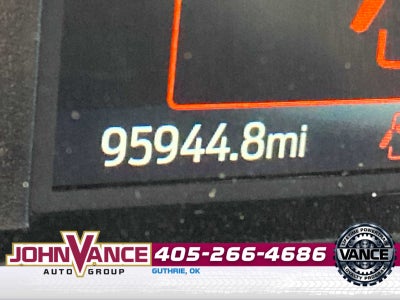 95944.8mi
JOHN VANCE
AUTO GROUP
405-266-4686
GUTHRIE, OK
VANCE